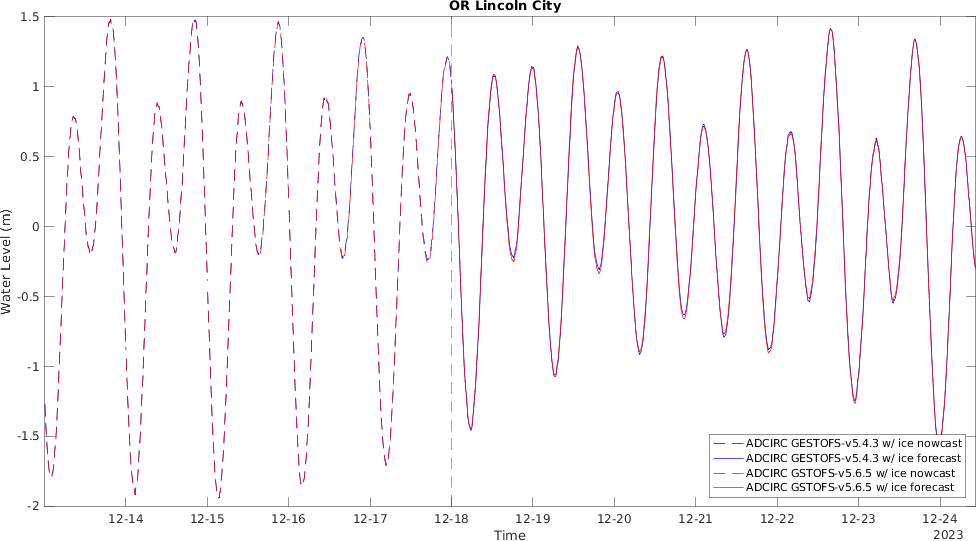 OR Lincoln City
1.5
1
0.5
0
-0.5
-1
-1.5
-2
Water Level (m)
12-14 12-15 12-16 12-17 12-18 12-19 12-20 12-21 12-22 12-23 12-24
Time
2023
ADCIRC GESTOFS-v5.4.3 w/ ice nowcast
ADCIRC GESTOFS-v5.4.3 w/ ice forecast
ADCIRC GSTOFS-v5.6.5 w/ ice nowcast
ADCIRC GSTOFS-v5.6.5 w/ ice forecast